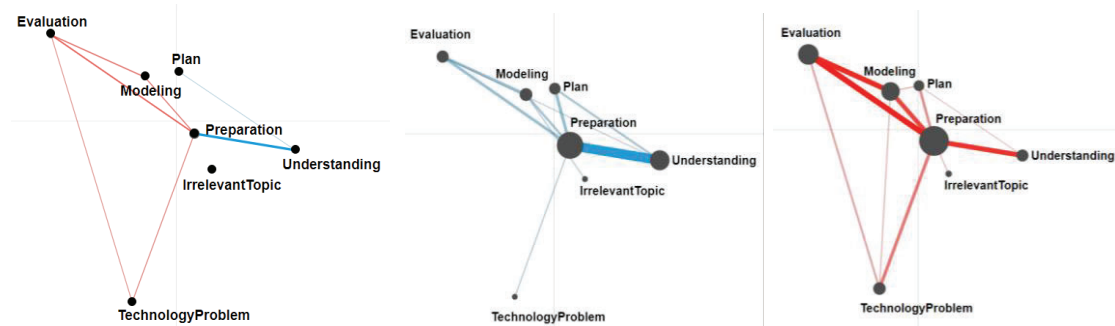 Evaluation
Plan
Modeling
Preparation
Understanding
IrrelevantTopic
TechnologyProblem
Evaluation
Modeling
Plan
Preparation
Understanding
IrrelevantTopic
TechnologyProblem
Evaluation
Modeling
Plan
Preparation
Understanding
IrrelevantTopic
TechnologyProblem